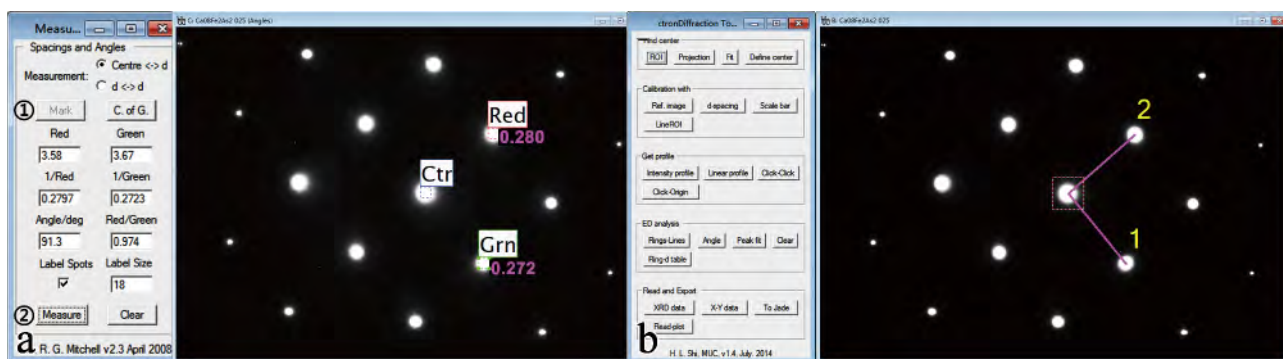 Measu...
Spacings and Angles
Measurement:
Centre <-> d
d <-> d
① Mark C. of G.
Red Green
3.58 3.67
1/Red 1/Green
0.2797 0.2723
Angle/deg Red/Green
91.3 0.974
Label Spots Label Size
18
② Measure Clear
a R. G. Mitchell v2.3 April 2008
(Angles)
Red
0.280
Ctr
Grn
0.272
ctronDiffraction To...
Find center
ROI Projection Fit Define center
Calibration with
Ref. image d-spacing Scale bar
LineROI
Get profile
Intensity profile Linear profile Click-Click
Click-Origin
ED analysis
Rings-Lines Angle Peak fit Clear
Ring-d table
Read and Export
XRD data X-Y data To Jade
Read-plot
b H. L. Shi, MUC, v1.4, July, 2014
2
1